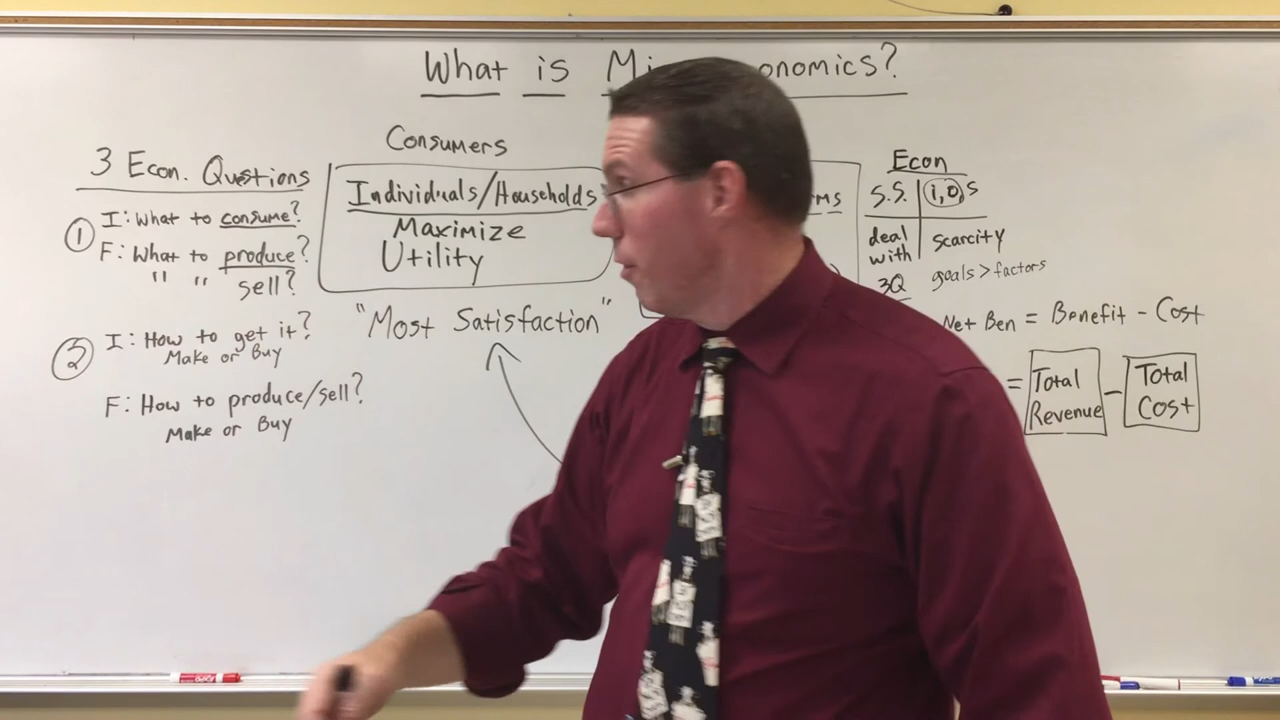 What is Mi onomics?
3 Econ. Questions
① I: What to consume?
F: What to produce?
" " sell?
② I: How to get it?
Make or Buy
F: How to produce/sell?
Make or Buy
Consumers
Individuals/Households
Maximize
Utility
"Most Satisfaction"
ms
Econ
S.S. | i,o,s
deal with | scarcity
3Q goals > factors
Net Ben = Benefit - Cost
= Total Revenue - Total Cost